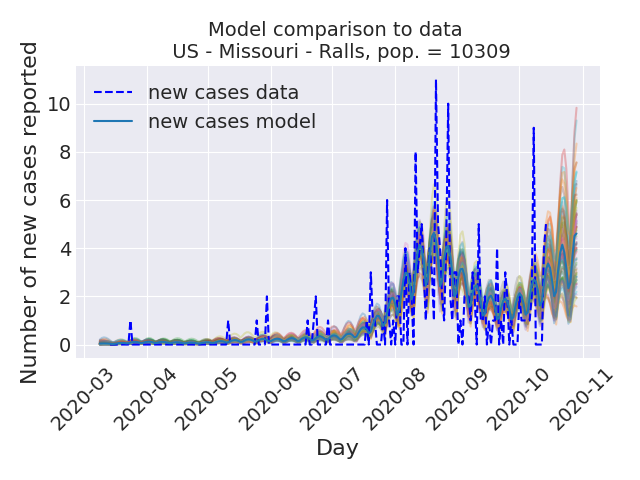 Model comparison to data
US - Missouri - Ralls, pop. = 10309
Number of new cases reported
new cases data
new cases model
10
8
6
4
2
0
2020-03
2020-04
2020-05
2020-06
2020-07
2020-08
2020-09
2020-10
2020-11
Day